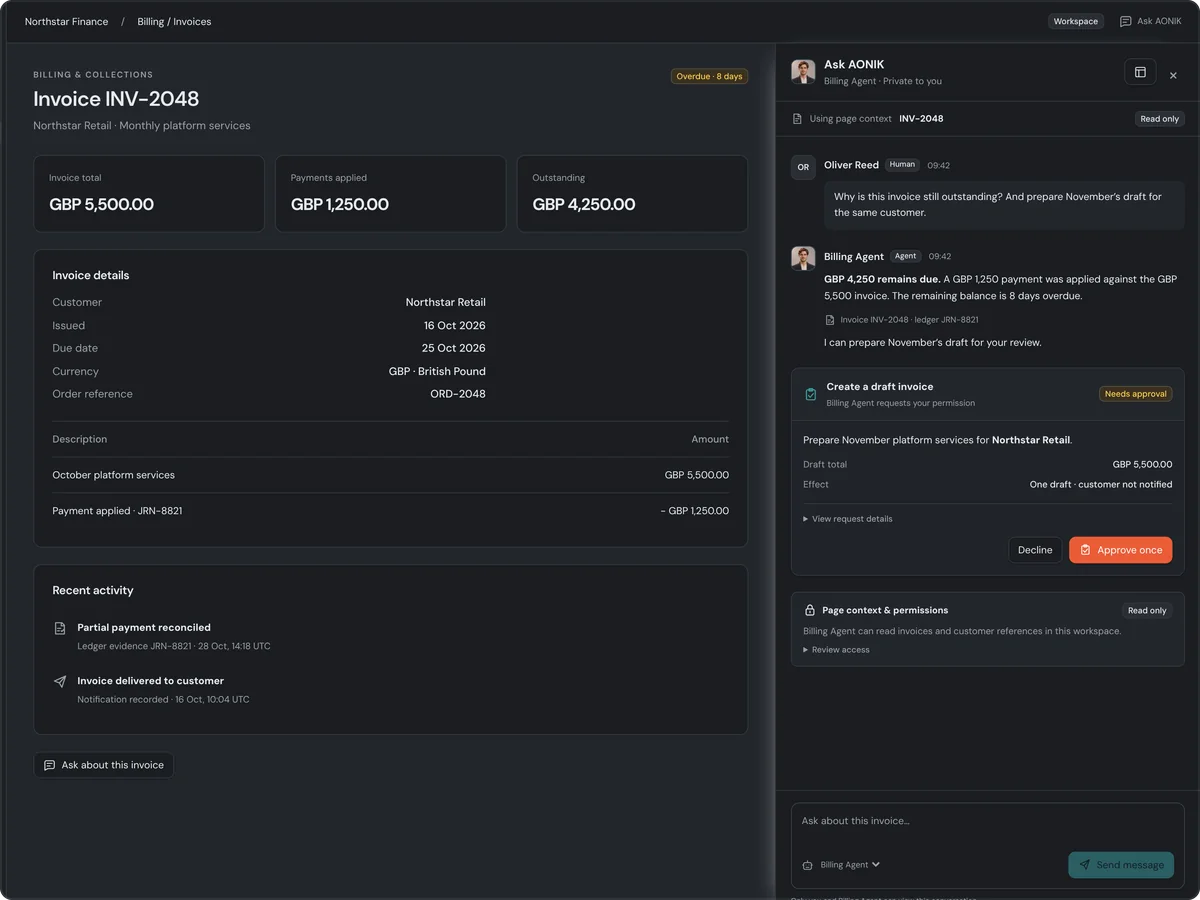 Northstar Finance / Billing / Invoices
Workspace
Ask AONIK
BILLING & COLLECTIONS
Overdue · 8 days
Invoice INV-2048
Northstar Retail · Monthly platform services
Invoice total
GBP 5,500.00
Payments applied
GBP 1,250.00
Outstanding
GBP 4,250.00
Invoice details
Customer Northstar Retail
Issued 16 Oct 2026
Due date 25 Oct 2026
Currency GBP · British Pound
Order reference ORD-2048
Description Amount
October platform services GBP 5,500.00
Payment applied · JRN-8821 - GBP 1,250.00
Recent activity
Partial payment reconciled
Ledger evidence JRN-8821 · 28 Oct, 14:18 UTC
Invoice delivered to customer
Notification recorded · 16 Oct, 10:04 UTC
Ask about this invoice
Ask AONIK
Billing Agent · Private to you
Using page context INV-2048 Read only
OR Oliver Reed Human 09:42
Why is this invoice still outstanding? And prepare November's draft for
the same customer.
Billing Agent Agent 09:42
GBP 4,250 remains due. A GBP 1,250 payment was applied against the GBP
5,500 invoice. The remaining balance is 8 days overdue.
Invoice INV-2048 · ledger JRN-8821
I can prepare November's draft for your review.
Create a draft invoice
Billing Agent requests your permission
Needs approval
Prepare November platform services for Northstar Retail.
Draft total GBP 5,500.00
Effect One draft · customer not notified
View request details
Decline Approve once
Page context & permissions Read only
Billing Agent can read invoices and customer references in this workspace.
Review access
Ask about this invoice…
Billing Agent
Send message